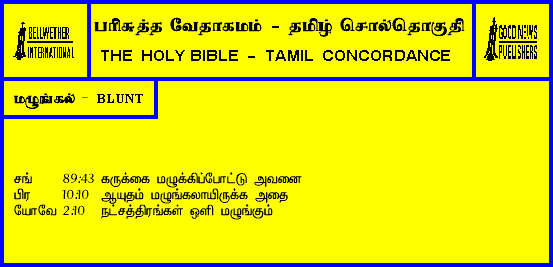 BELLWETHER INTERNATIONAL
பரிசுத்த வேதாகமம் - தமிழ் சொல்தொகுதி
THE HOLY BIBLE - TAMIL CONCORDANCE
GOOD NEWS PUBLISHERS
மழுங்கல் - BLUNT
சங் 89:43 கருக்கை மழுக்கிப்போட்டு அவனை
பிர 10:10 ஆயுதம் மழுங்கலாயிருக்க அதை
யோவே 2:10 நட்சத்திரங்கள் ஒளி மழுங்கும்